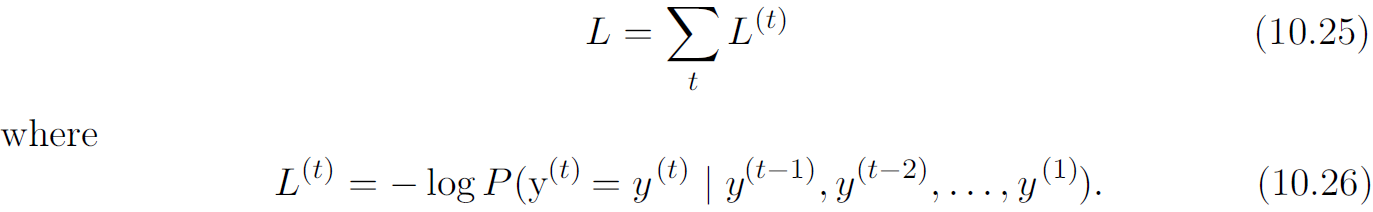 L = ∑_t L^{(t)} (10.25)
where
L^{(t)} = − log P(y^{(t)} = y^{(t)} | y^{(t−1)}, y^{(t−2)}, . . . , y^{(1)}). (10.26)